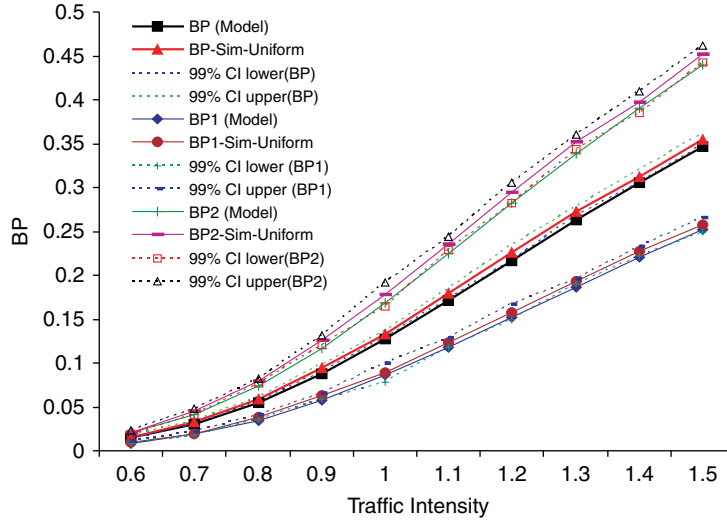 BP
0.5
0.45
0.4
0.35
0.3
0.25
0.2
0.15
0.1
0.05
0
BP (Model)
BP-Sim-Uniform
99% CI lower(BP)
99% CI upper(BP)
BP1 (Model)
BP1-Sim-Uniform
99% CI lower (BP1)
99% CI upper (BP1)
BP2 (Model)
BP2-Sim-Uniform
99% CI lower(BP2)
99% CI upper(BP2)
0.6 0.7 0.8 0.9 1 1.1 1.2 1.3 1.4 1.5
Traffic Intensity